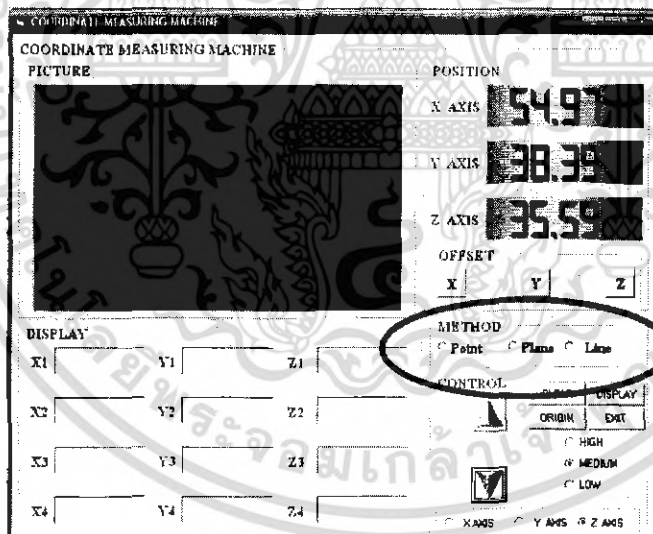 COORDINATE MEASURING MACHINE
COORDINATE MEASURING MACHINE
PICTURE
POSITION
X AXIS 54.97
Y AXIS 38.39
Z AXIS 35.59
OFFSET
X Y Z
METHOD
Point Plane Line
DISPLAY
X1 Y1 Z1
X2 Y2 Z2
X3 Y3 Z3
X4 Y4 Z4
CONTROL
DISPLAY
ORIGIN EXIT
HIGH
MEDIUM
LOW
X AXIS Y AXIS Z AXIS